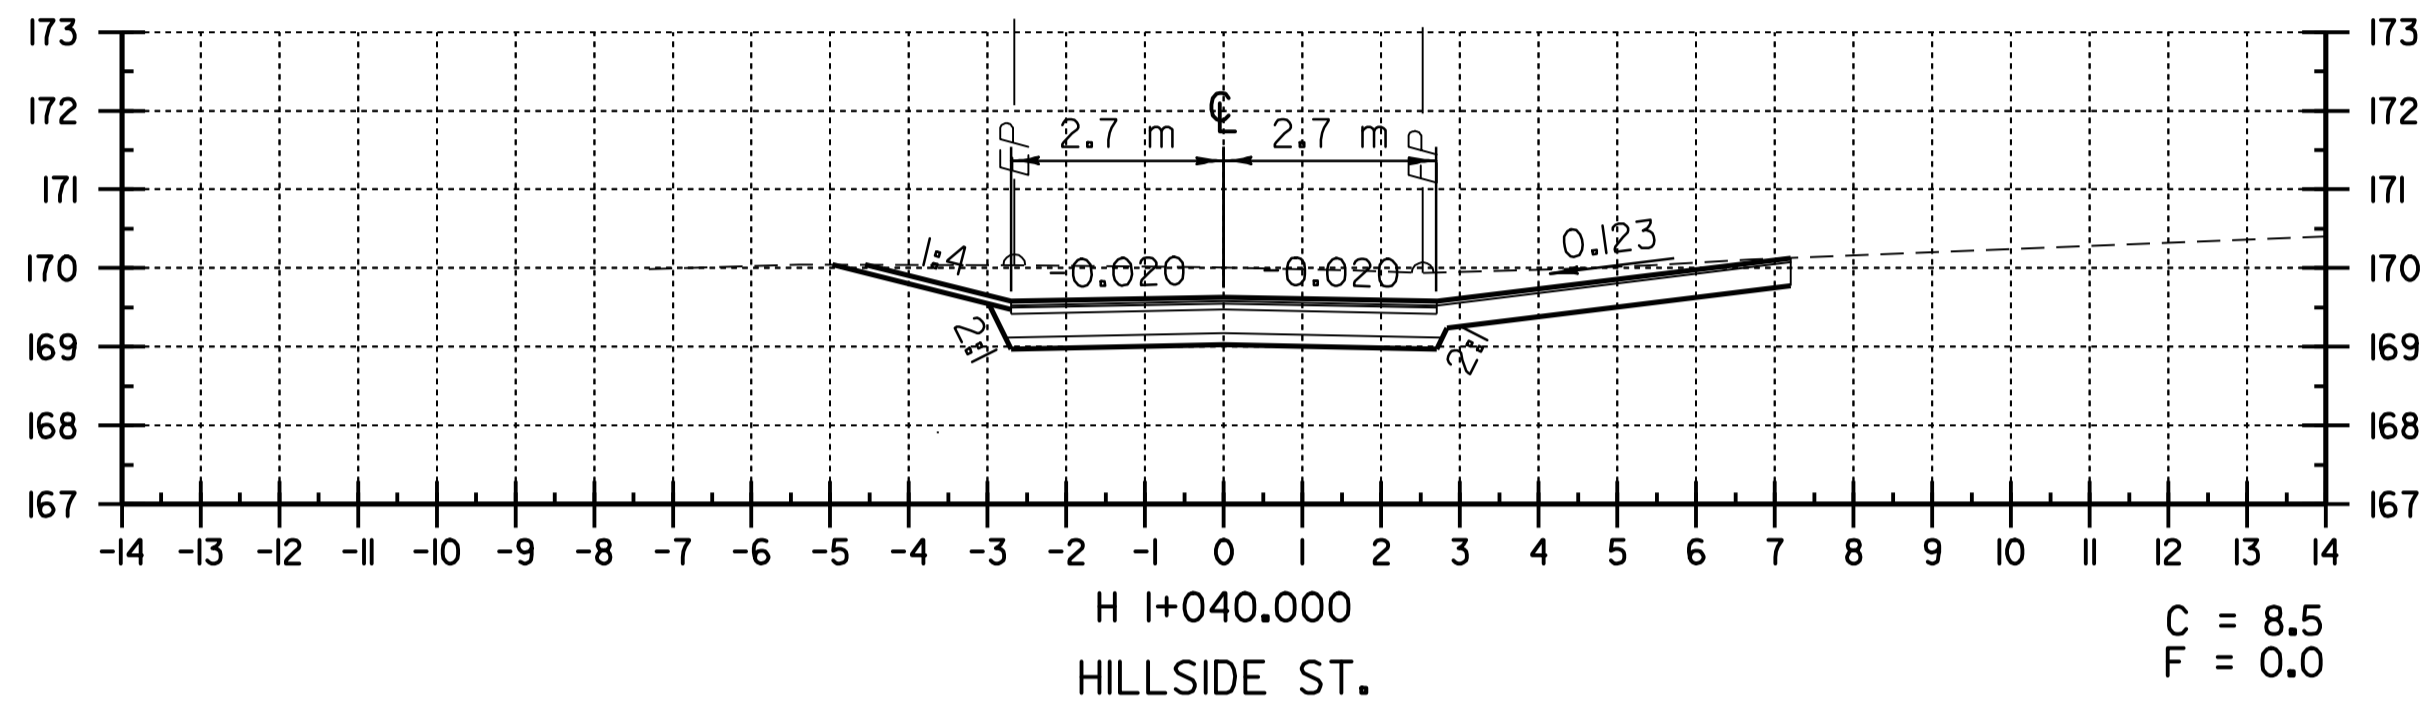 173 173
172 172
℄
2.7 m 2.7 m
EP EP
171 171
0.123
1:4
170 -0.020 -0.020 170
2:1 2:1
169 169
168 168
167 167
-14 -13 -12 -11 -10 -9 -8 -7 -6 -5 -4 -3 -2 -1 0 1 2 3 4 5 6 7 8 9 10 11 12 13 14
H 1+040.000
C = 8.5
F = 0.0
HILLSIDE ST.